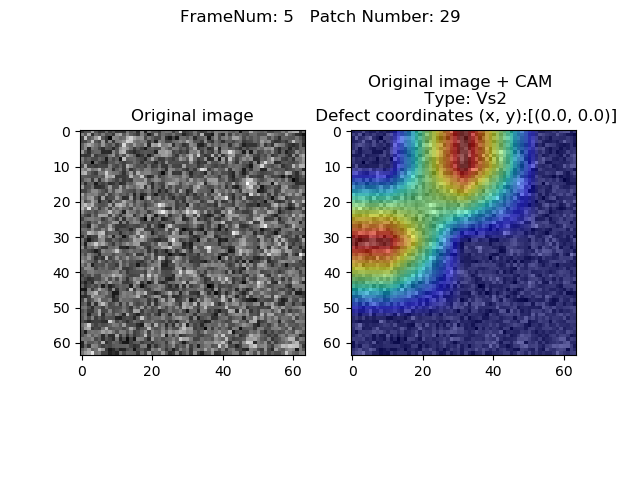 FrameNum: 5   Patch Number: 29
Original image
0
10
20
30
40
50
60
0 20 40 60
Original image + CAM
Type: Vs2
Defect coordinates (x, y):[(0.0, 0.0)]
0
10
20
30
40
50
60
0 20 40 60